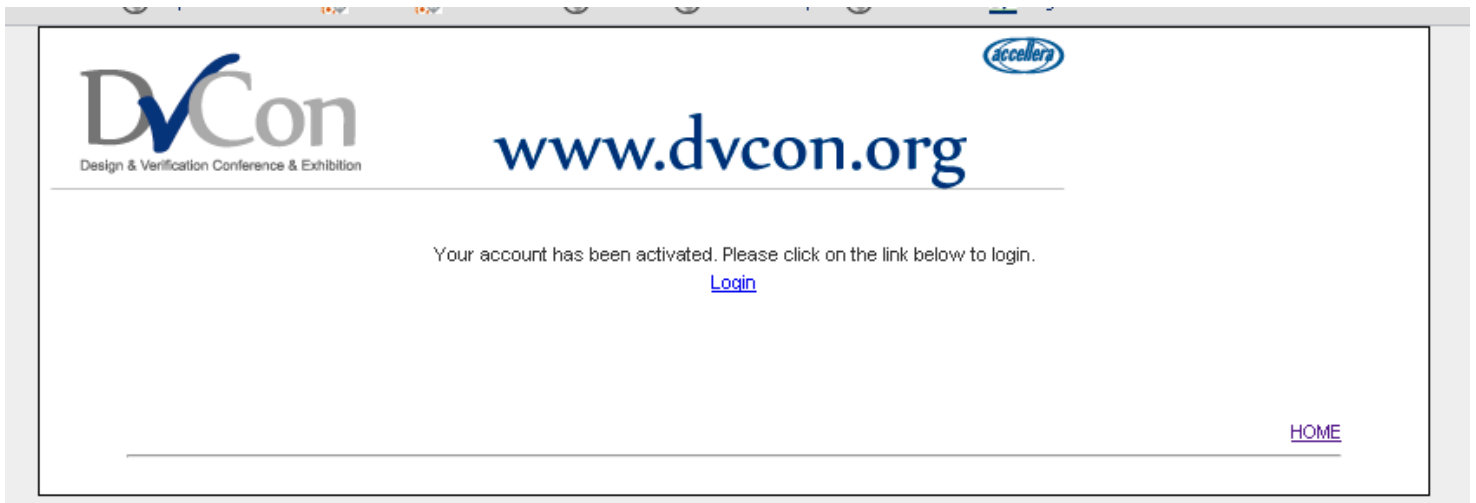 accellera
DVCon
Design & Verification Conference & Exhibition
www.dvcon.org
Your account has been activated. Please click on the link below to login.
Login
HOME